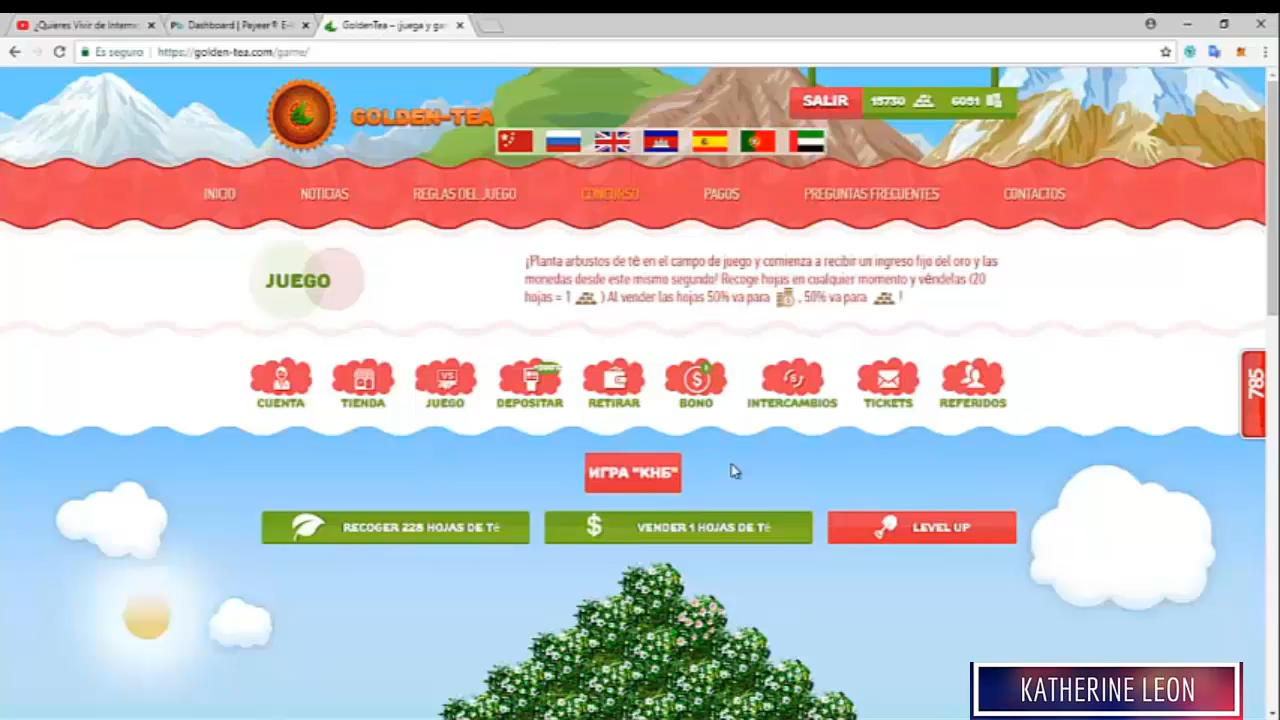 ¿Quieres Vivir de Interne
Dashboard | Payeer® E-
GoldenTea – ¡juega y ga
Es seguro
https://golden-tea.com/game/
GOLDEN-TEA
SALIR
15730
6051
INICIO
NOTICIAS
REGLAS DEL JUEGO
CONCURSO
PAGOS
PREGUNTAS FRECUENTES
CONTACTOS
JUEGO
¡Planta arbustos de té en el campo de juego y comienza a recibir un ingreso fijo del oro y las
monedas desde este mismo segundo! Recoge hojas en cualquier momento y véndelas (20
hojas = 1 ) Al vender las hojas 50% va para , 50% va para !
CUENTA
TIENDA
VS
JUEGO
DEPOSITAR
RETIRAR
BONO
INTERCAMBIOS
TICKETS
REFERIDOS
785
ИГРА "КНБ"
RECOGER 228 HOJAS DE TÉ
VENDER 1 HOJAS DE TÉ
LEVEL UP
KATHERINE LEON